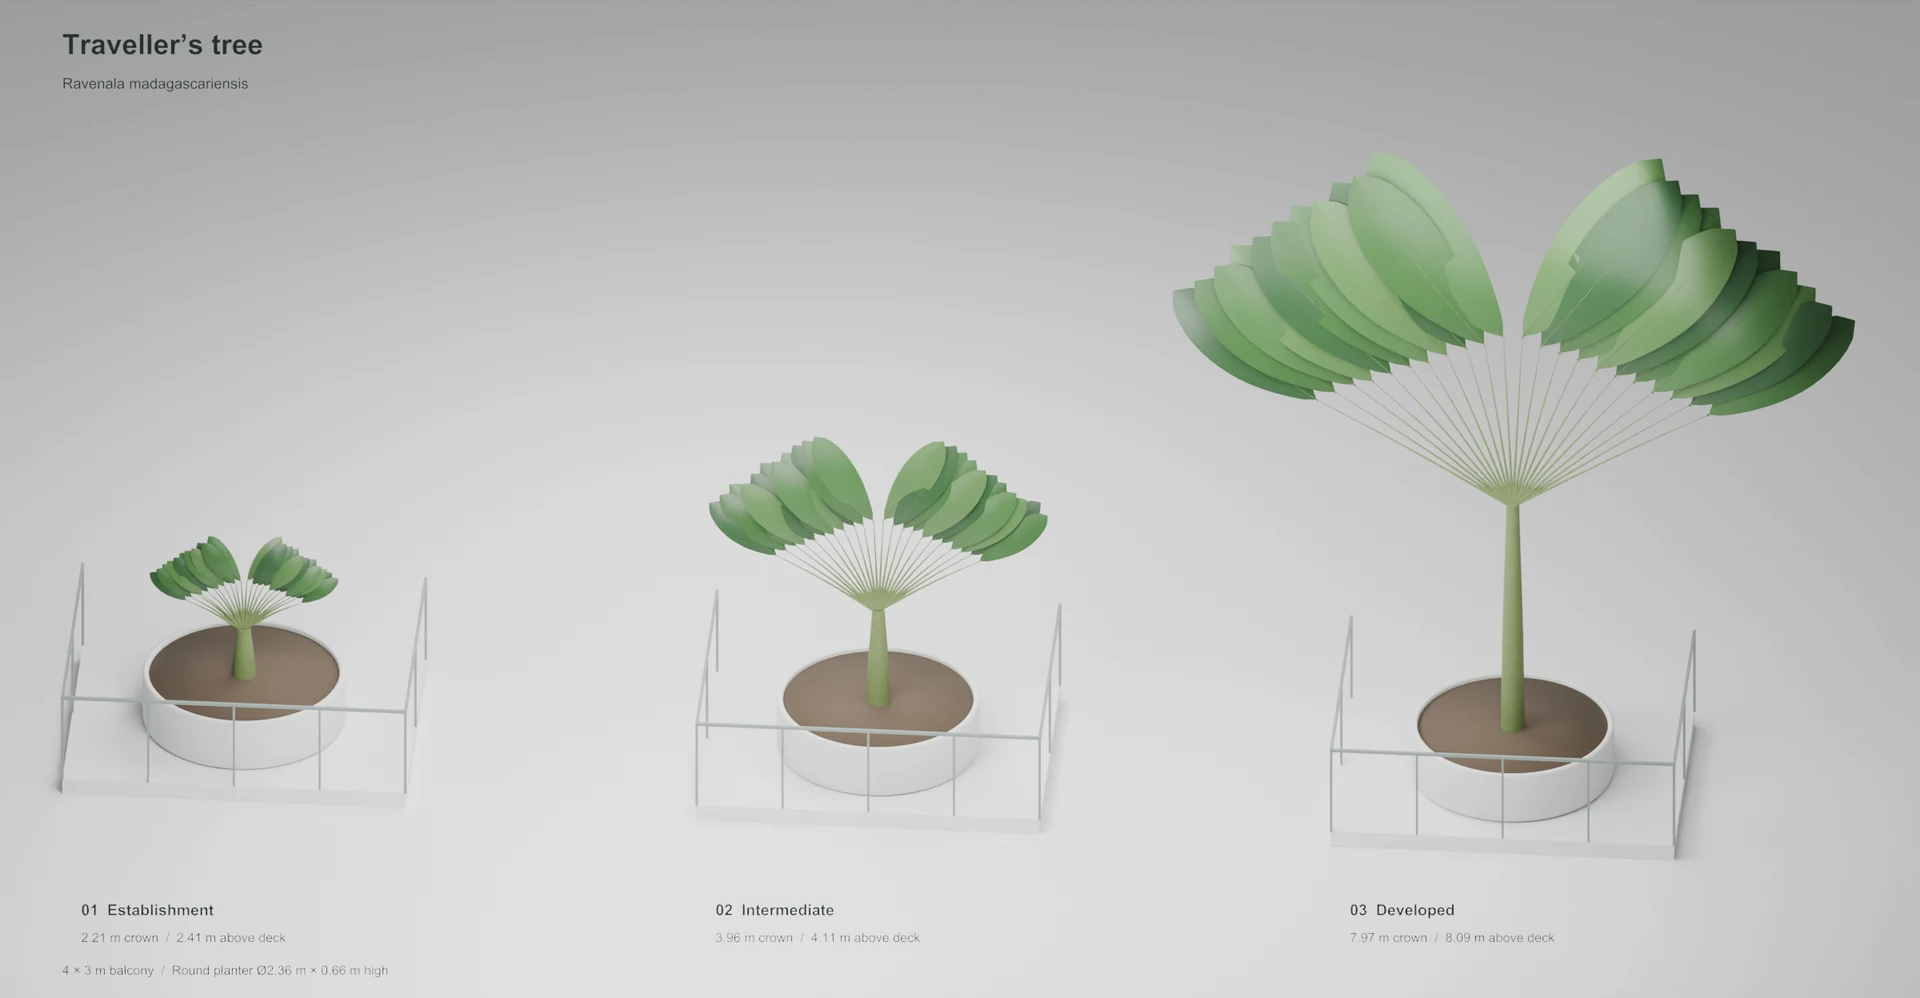 Traveller’s tree
Ravenala madagascariensis
01 Establishment
2.21 m crown / 2.41 m above deck
4 × 3 m balcony / Round planter Ø2.36 m × 0.66 m high
02 Intermediate
3.96 m crown / 4.11 m above deck
03 Developed
7.97 m crown / 8.09 m above deck